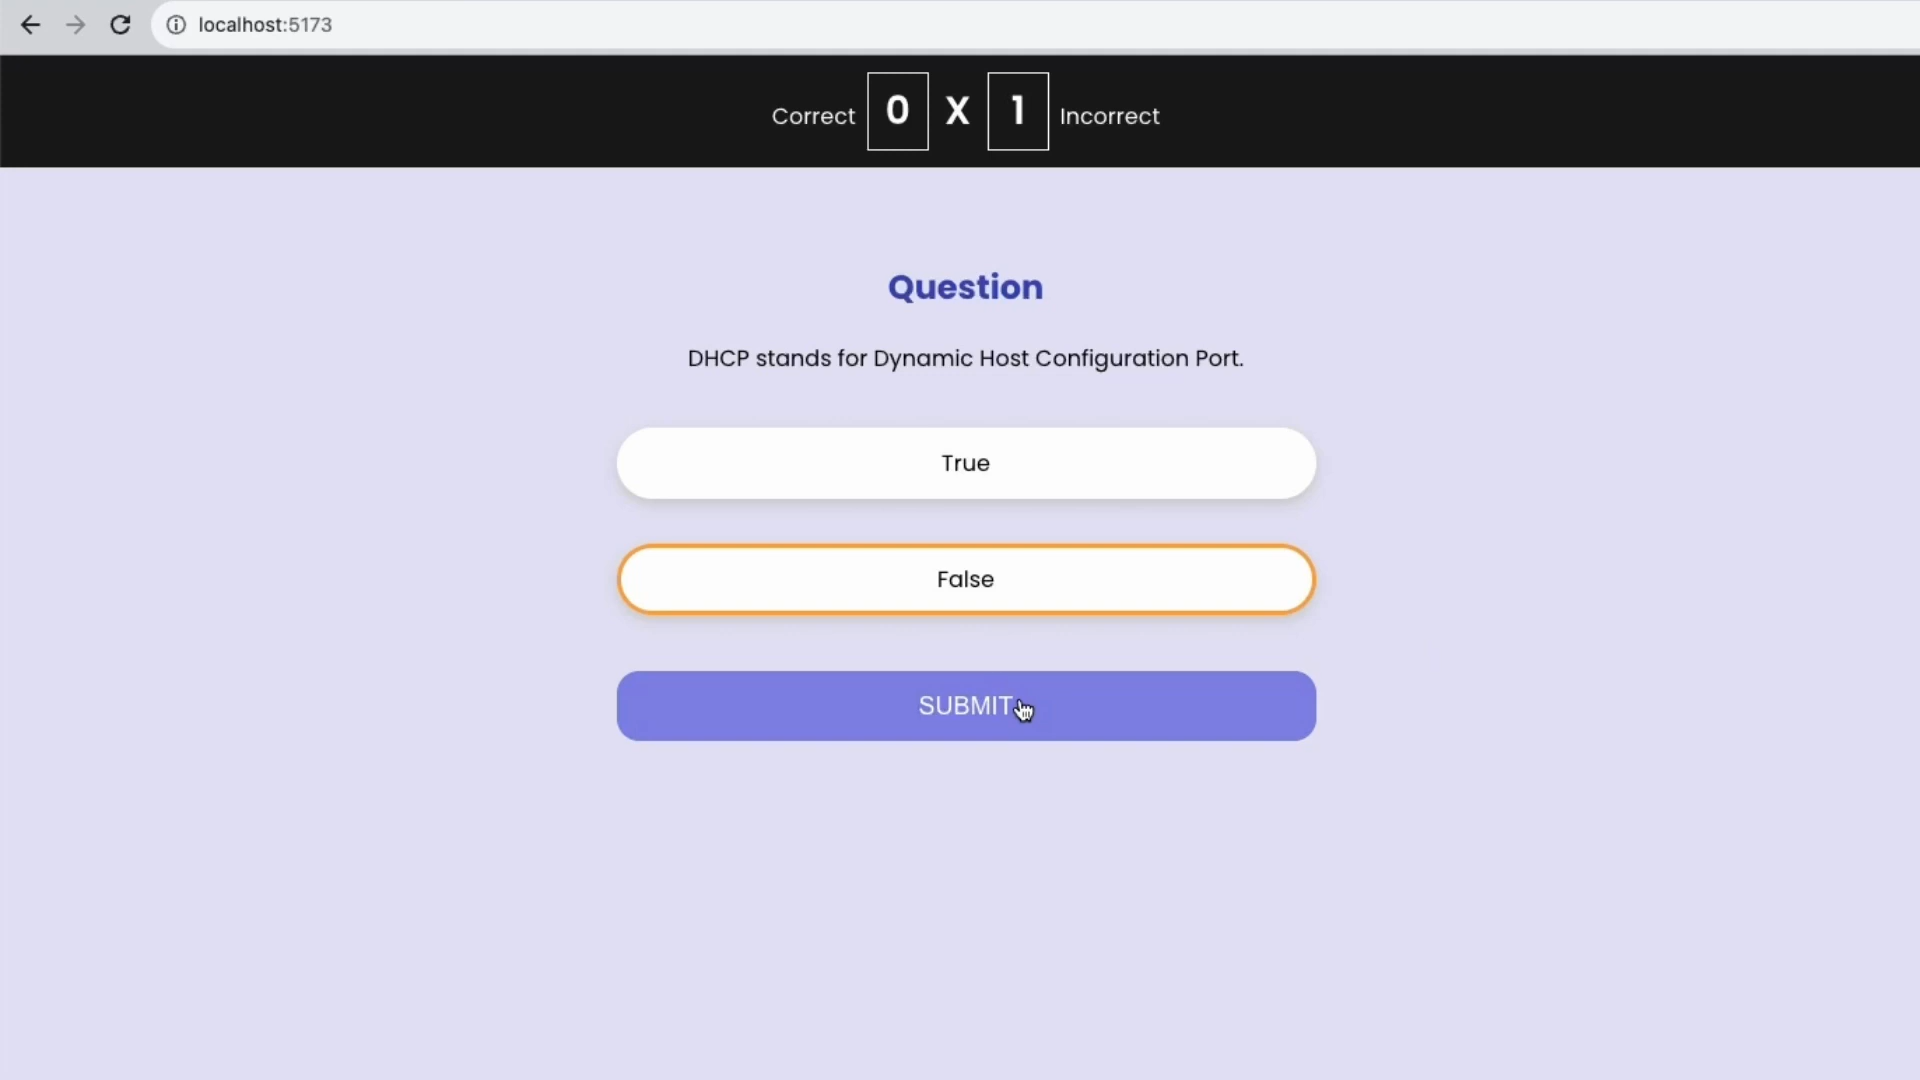 localhost:5173
Correct 0 X 1 Incorrect
Question
DHCP stands for Dynamic Host Configuration Port.
True
False
SUBMIT